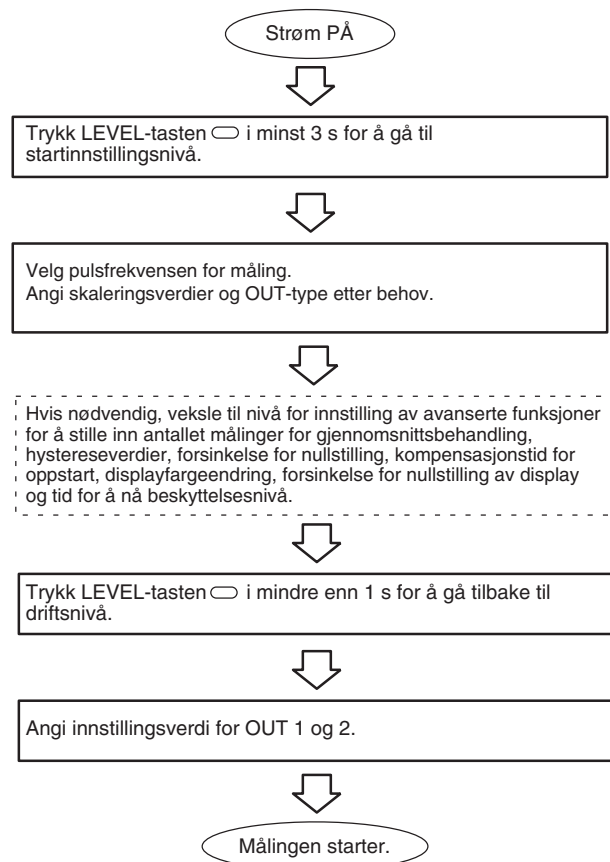 Strøm PÅ
Trykk LEVEL-tasten i minst 3 s for å gå til
startinnstillingsnivå.
Velg pulsfrekvensen for måling.
Angi skaleringsverdier og OUT-type etter behov.
Hvis nødvendig, veksle til nivå for innstilling av avanserte funksjoner
for å stille inn antallet målinger for gjennomsnittsbehandling,
hystereseverdier, forsinkelse for nullstilling, kompensasjonstid for
oppstart, displayfargeendring, forsinkelse for nullstilling av display
og tid for å nå beskyttelsesnivå.
Trykk LEVEL-tasten i mindre enn 1 s for å gå tilbake til
driftsnivå.
Angi innstillingsverdi for OUT 1 og 2.
Målingen starter.